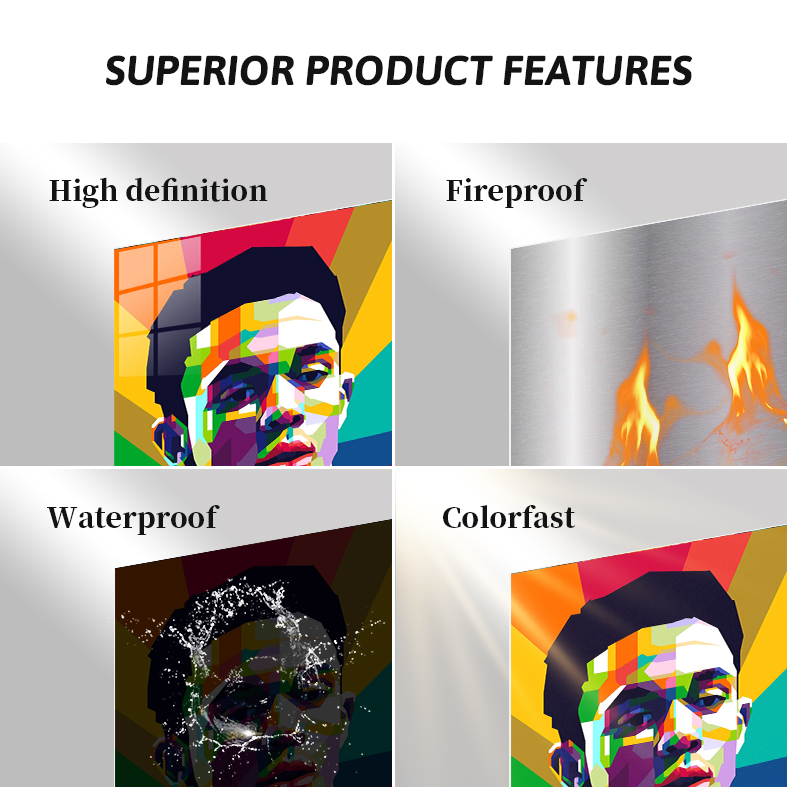 SUPERIOR PRODUCT FEATURES
High definition
Fireproof
Waterproof
Colorfast